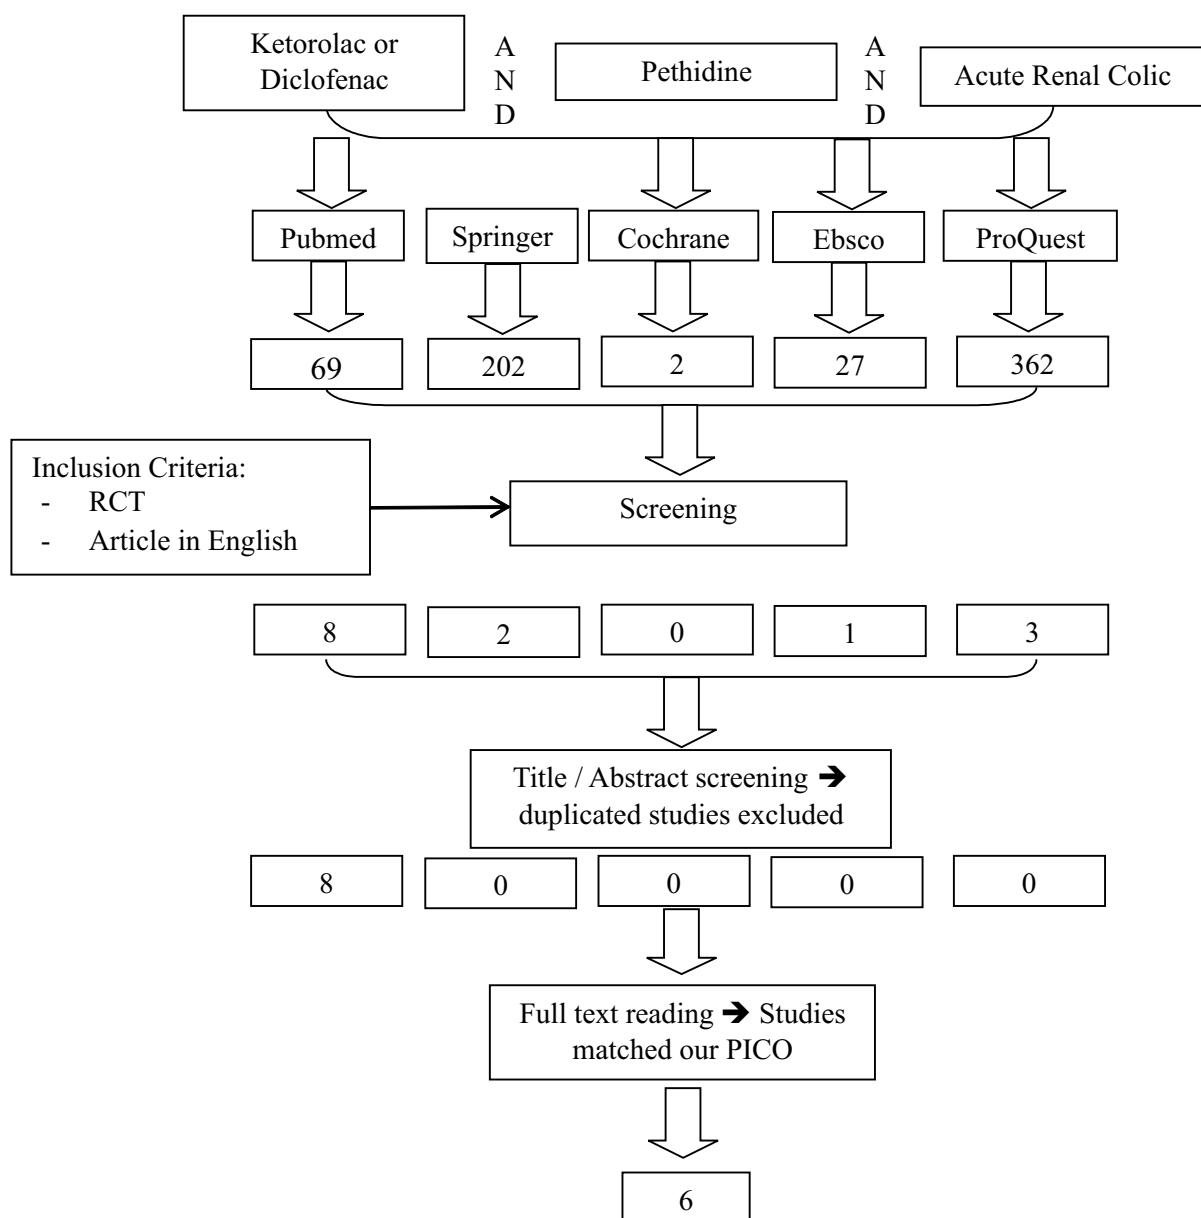 Ketorolac or
Diclofenac
AND
Pethidine
AND
Acute Renal Colic
Pubmed
Springer
Cochrane
Ebsco
ProQuest
69
202
2
27
362
Inclusion Criteria:
- RCT
- Article in English
Screening
8
2
0
1
3
Title / Abstract screening ➔
duplicated studies excluded
8
0
0
0
0
Full text reading ➔ Studies
matched our PICO
6